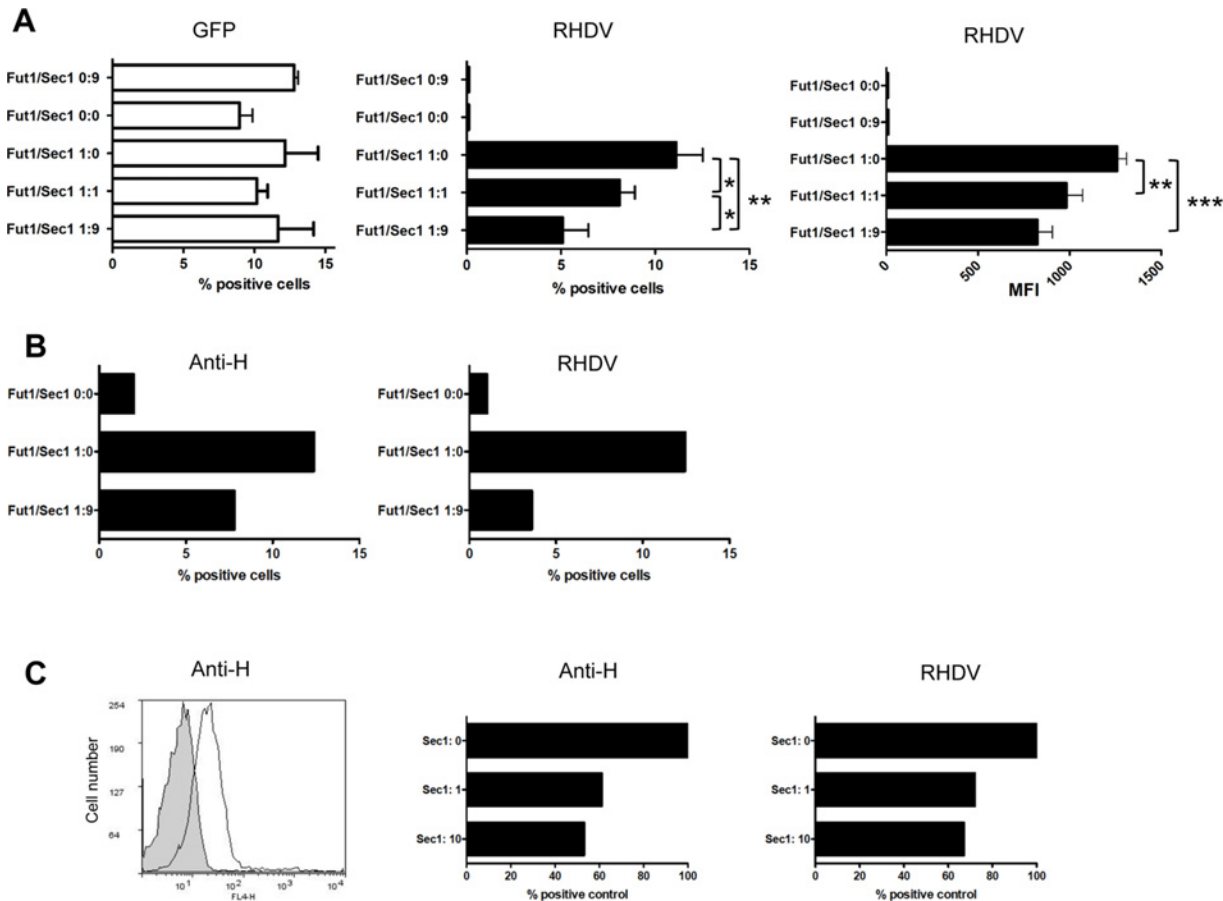 A
GFP
Fut1/Sec1 0:9
Fut1/Sec1 0:0
Fut1/Sec1 1:0
Fut1/Sec1 1:1
Fut1/Sec1 1:9
0 5 10 15
% positive cells
RHDV
Fut1/Sec1 0:9
Fut1/Sec1 0:0
Fut1/Sec1 1:0
Fut1/Sec1 1:1
Fut1/Sec1 1:9
*
*
**
0 5 10 15
% positive cells
RHDV
Fut1/Sec1 0:0
Fut1/Sec1 0:9
Fut1/Sec1 1:0
Fut1/Sec1 1:1
Fut1/Sec1 1:9
**
***
0 500 1000 1500
MFI
B
Anti-H
Fut1/Sec1 0:0
Fut1/Sec1 1:0
Fut1/Sec1 1:9
0 5 10 15
% positive cells
RHDV
Fut1/Sec1 0:0
Fut1/Sec1 1:0
Fut1/Sec1 1:9
0 5 10 15
% positive cells
C
Anti-H
Cell number
254
190
127
64
10^1 10^2 10^3 10^4
FL4-H
Anti-H
Sec1: 0
Sec1: 1
Sec1: 10
0 20 40 60 80 100
% positive control
RHDV
Sec1: 0
Sec1: 1
Sec1: 10
0 20 40 60 80 100
% positive control